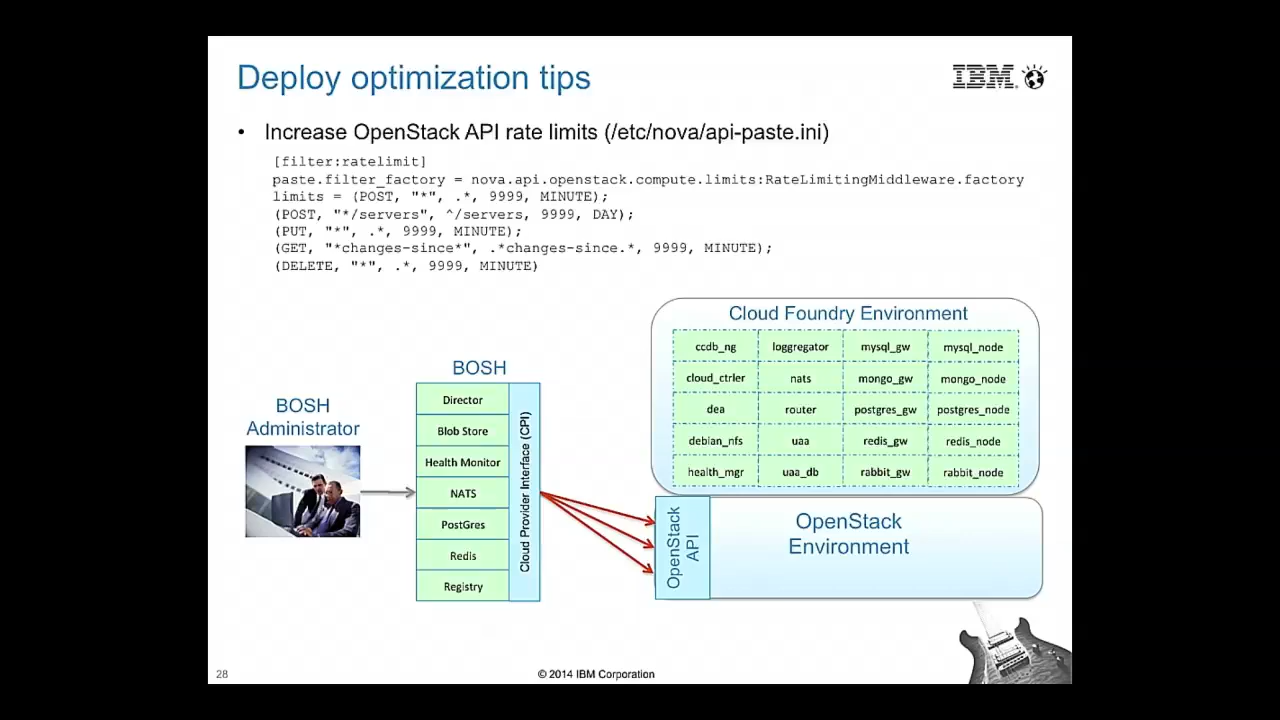 Deploy optimization tips
IBM
• Increase OpenStack API rate limits (/etc/nova/api-paste.ini)
[filter:ratelimit]
paste.filter_factory = nova.api.openstack.compute.limits:RateLimitingMiddleware.factory
limits = (POST, "*", .*, 9999, MINUTE);
(POST, "*/servers", ^/servers, 9999, DAY);
(PUT, "*", .*, 9999, MINUTE);
(GET, "*changes-since*", .*changes-since.*, 9999, MINUTE);
(DELETE, "*", .*, 9999, MINUTE)
BOSH
Administrator
BOSH
Director
Blob Store
Health Monitor
NATS
PostGres
Redis
Registry
Cloud Provider Interface (CPI)
Cloud Foundry Environment
ccdb_ng loggregator mysql_gw mysql_node
cloud_ctrler nats mongo_gw mongo_node
dea router postgres_gw postgres_node
debian_nfs uaa redis_gw redis_node
health_mgr uaa_db rabbit_gw rabbit_node
OpenStack
API
OpenStack
Environment
28
© 2014 IBM Corporation